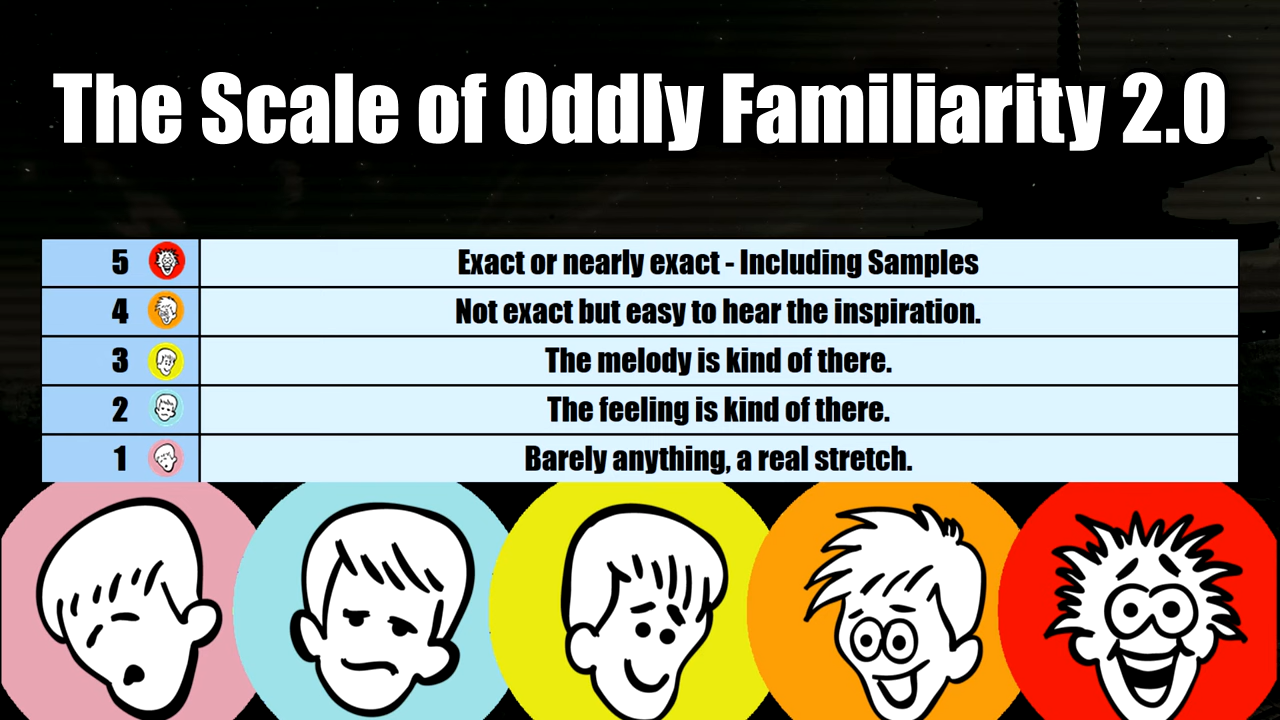 The Scale of Oddly Familiarity 2.0
5 Exact or nearly exact - Including Samples
4 Not exact but easy to hear the inspiration.
3 The melody is kind of there.
2 The feeling is kind of there.
1 Barely anything, a real stretch.